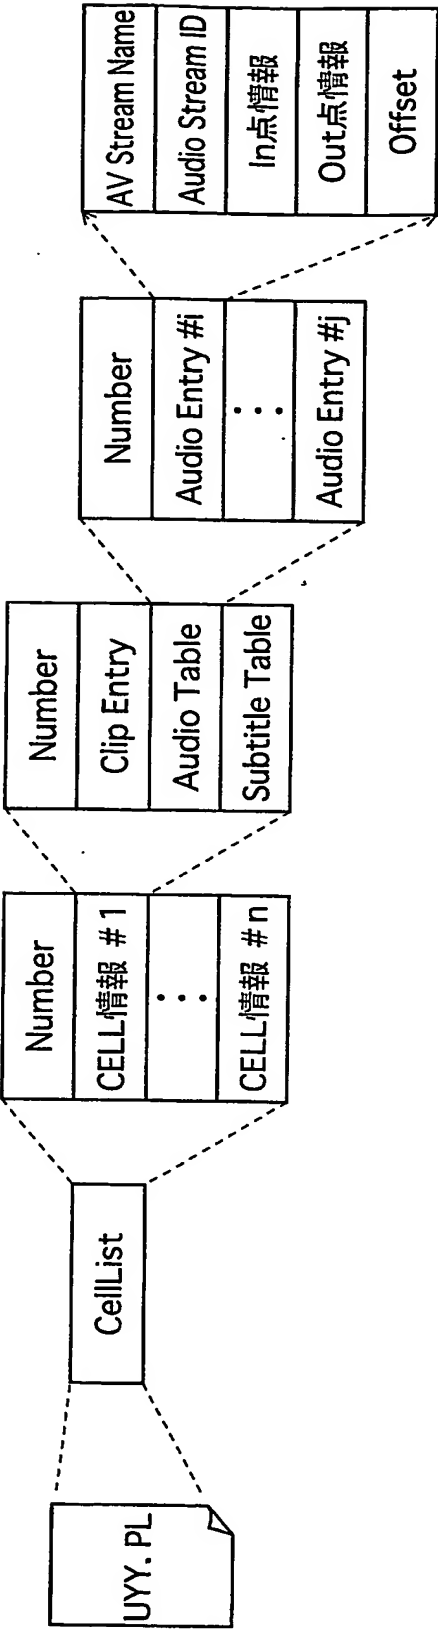 UYY. PL
CellList
Number
CELL情報 #1
CELL情報 #n
Number
Clip Entry
Audio Table
Subtitle Table
Number
Audio Entry #i
Audio Entry #j
AV Stream Name
Audio Stream ID
In点情報
Out点情報
Offset